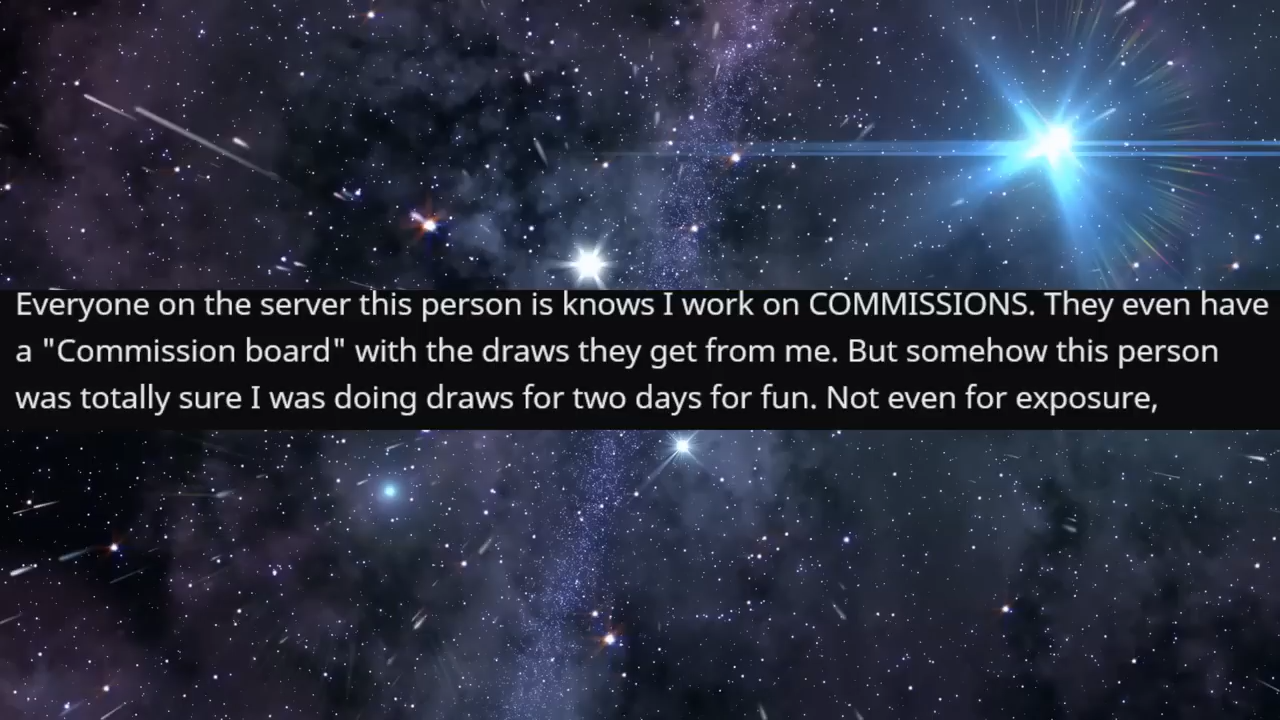 Everyone on the server this person is knows I work on COMMISSIONS. They even have
a "Commission board" with the draws they get from me. But somehow this person
was totally sure I was doing draws for two days for fun. Not even for exposure,